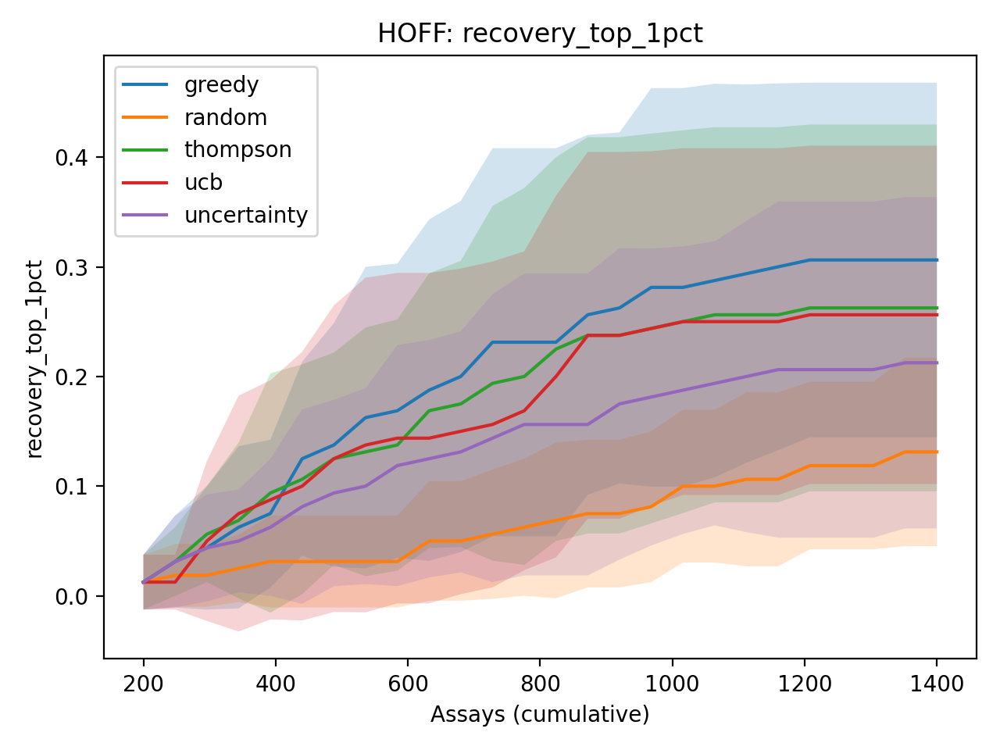 HOFF: recovery_top_1pct
greedy
random
thompson
ucb
uncertainty
recovery_top_1pct
0.4
0.3
0.2
0.1
0.0
200 400 600 800 1000 1200 1400
Assays (cumulative)